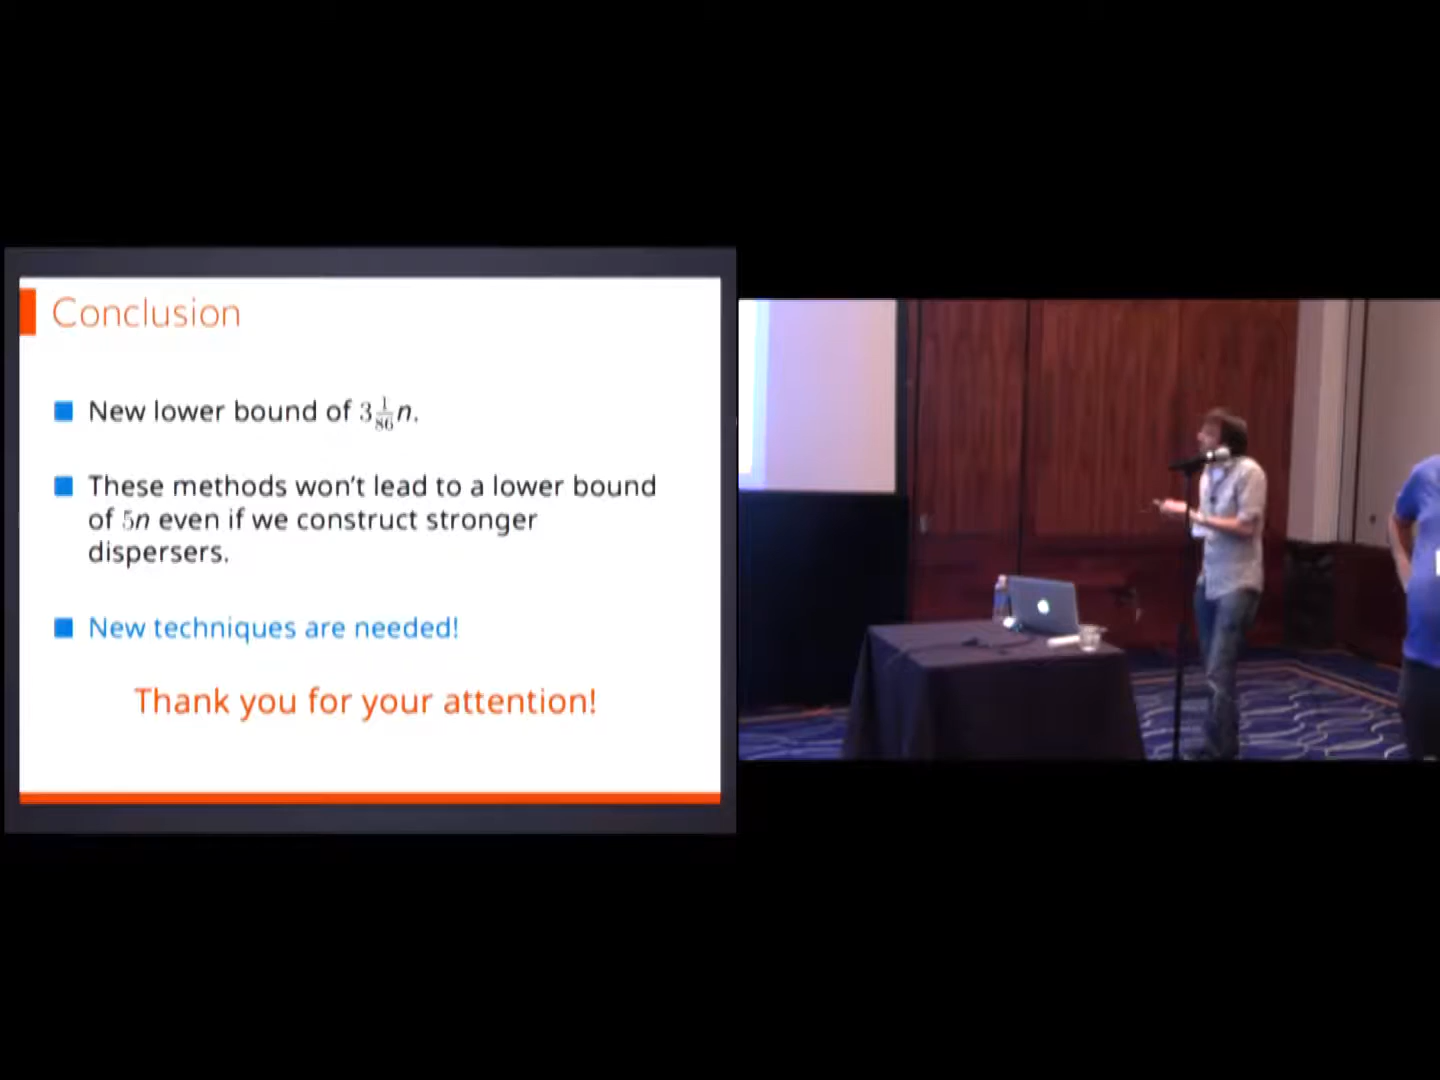 Conclusion
New lower bound of 3 1/86 n.
These methods won't lead to a lower bound
of 5n even if we construct stronger
dispersers.
New techniques are needed!
Thank you for your attention!